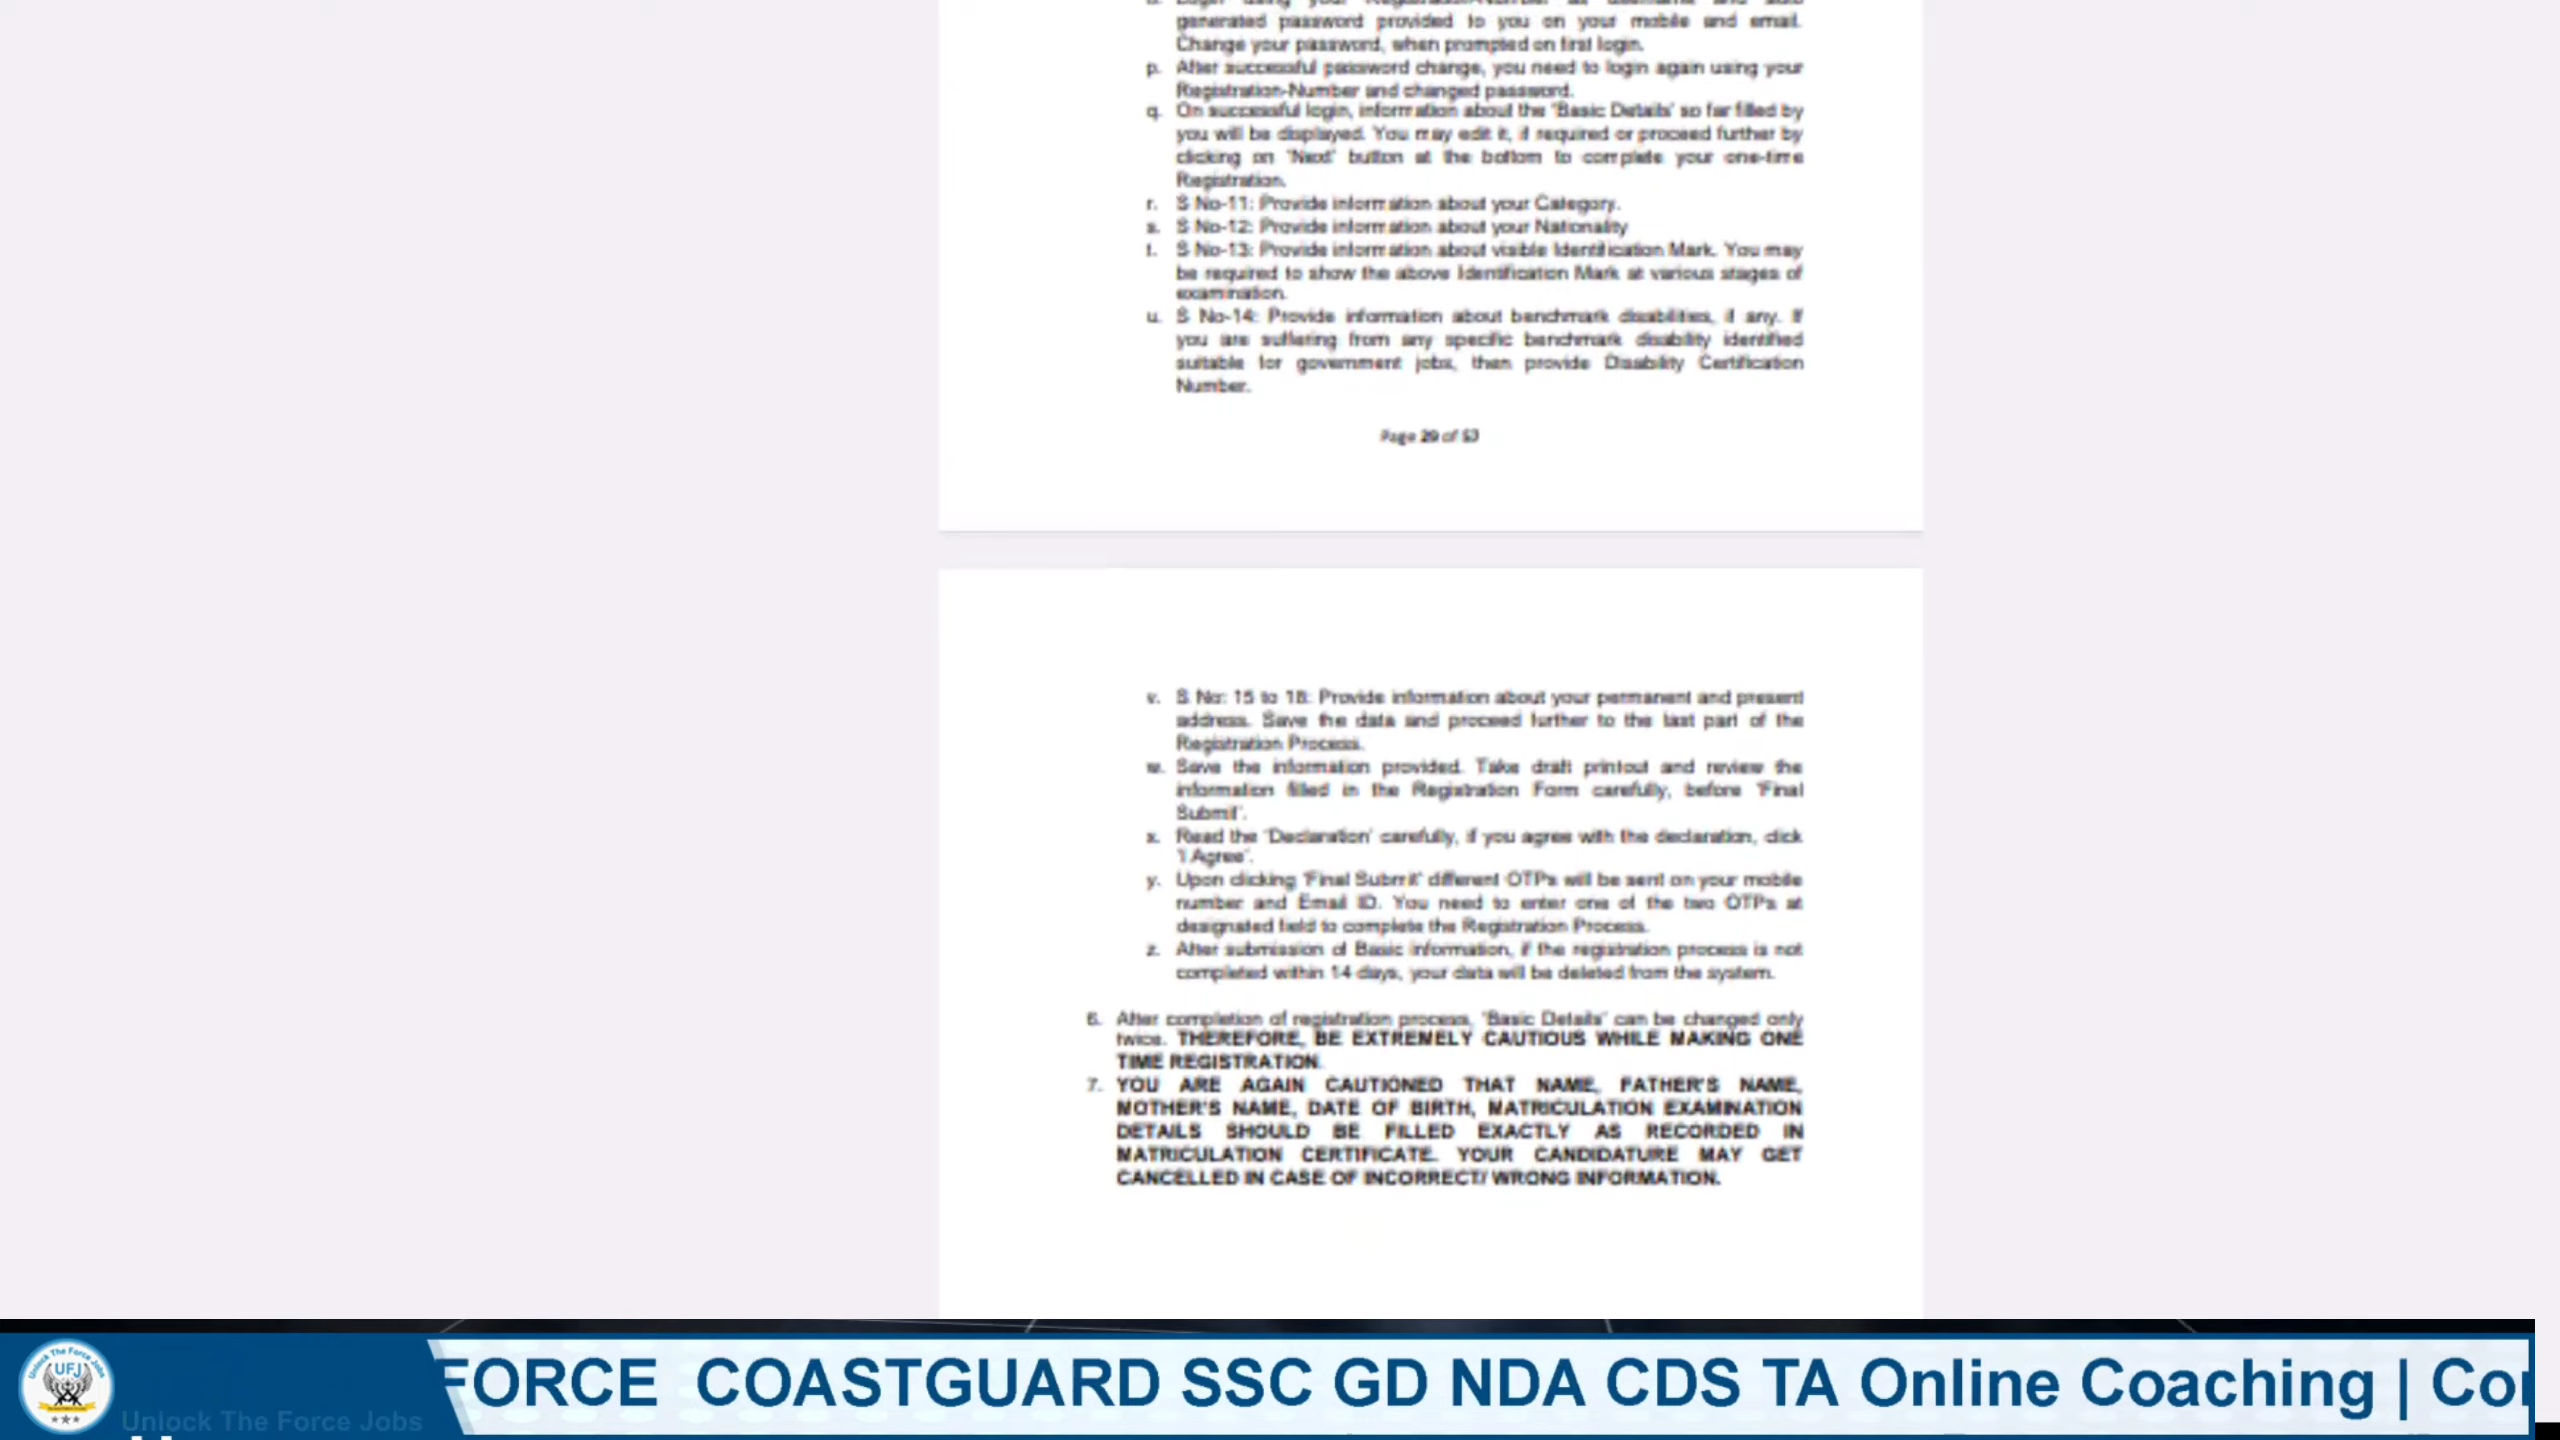 o. Login using your Registration-Number as username and auto
generated password provided to you on your mobile and email.
Change your password, when prompted on first login.
p. After successful password change, you need to login again using your
Registration-Number and changed password.
q. On successful login, information about the 'Basic Details' so far filled by
you will be displayed. You may edit it, if required or proceed further by
clicking on 'Next' button at the bottom to complete your one-time
Registration.
r. S No-11: Provide information about your Category.
s. S No-12: Provide information about your Nationality
t. S No-13: Provide information about visible Identification Mark. You may
be required to show the above Identification Mark at various stages of
examination.
u. S No-14: Provide information about benchmark disabilities, if any. If
you are suffering from any specific benchmark disability identified
suitable for government jobs, then provide Disability Certification
Number.
Page 29 of 53
v. S No: 15 to 18: Provide information about your permanent and present
address. Save the data and proceed further to the last part of the
Registration Process.
w. Save the information provided. Take draft printout and review the
information filled in the Registration Form carefully, before 'Final
Submit'.
x. Read the 'Declaration' carefully, if you agree with the declaration, click
'I Agree'.
y. Upon clicking 'Final Submit' different OTPs will be sent on your mobile
number and Email ID. You need to enter one of the two OTPs at
designated field to complete the Registration Process.
z. After submission of Basic information, if the registration process is not
completed within 14 days, your data will be deleted from the system.
6. After completion of registration process, 'Basic Details' can be changed only
twice. THEREFORE, BE EXTREMELY CAUTIOUS WHILE MAKING ONE
TIME REGISTRATION.
7. YOU ARE AGAIN CAUTIONED THAT NAME, FATHER'S NAME,
MOTHER'S NAME, DATE OF BIRTH, MATRICULATION EXAMINATION
DETAILS SHOULD BE FILLED EXACTLY AS RECORDED IN
MATRICULATION CERTIFICATE. YOUR CANDIDATURE MAY GET
CANCELLED IN CASE OF INCORRECT/ WRONG INFORMATION.
Unlock The Force Jobs
UFJ
Unlock The Force Jobs
FORCE COASTGUARD SSC GD NDA CDS TA Online Coaching | Co